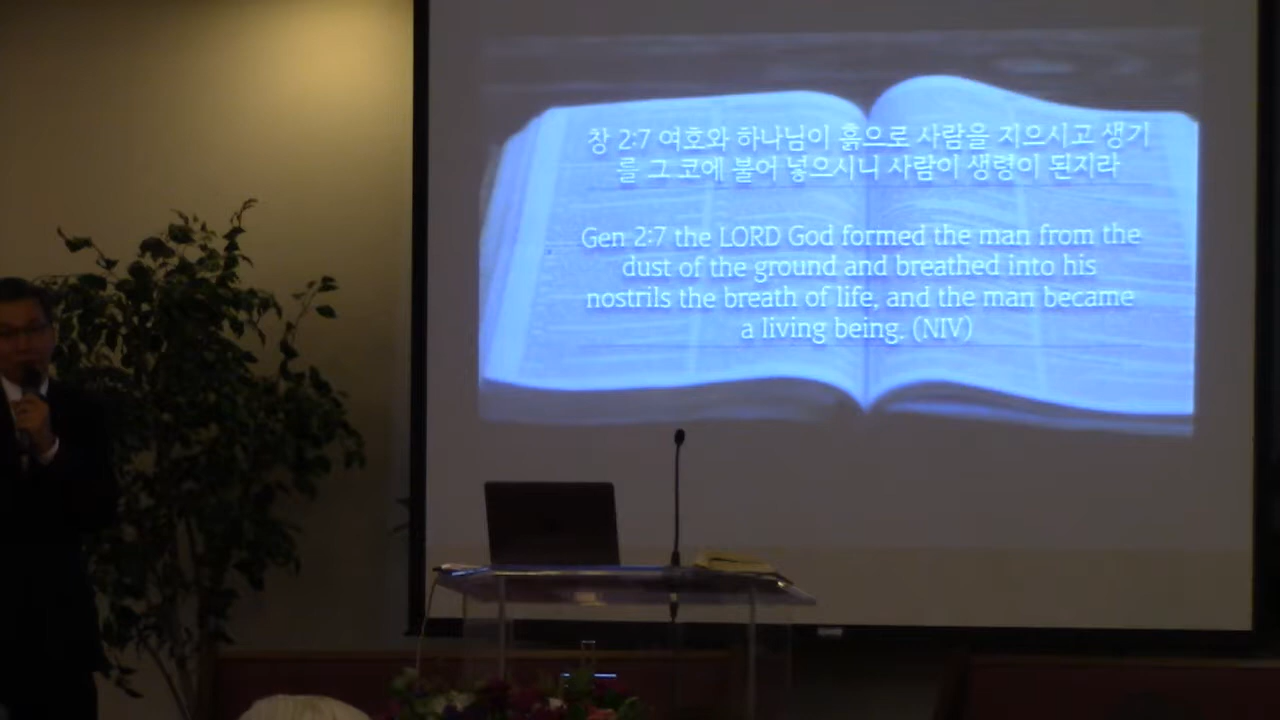 창 2:7 여호와 하나님이 흙으로 사람을 지으시고 생기
를 그 코에 불어 넣으시니 사람이 생령이 된지라
Gen 2:7 the LORD God formed the man from the
dust of the ground and breathed into his
nostrils the breath of life, and the man became
a living being. (NIV)